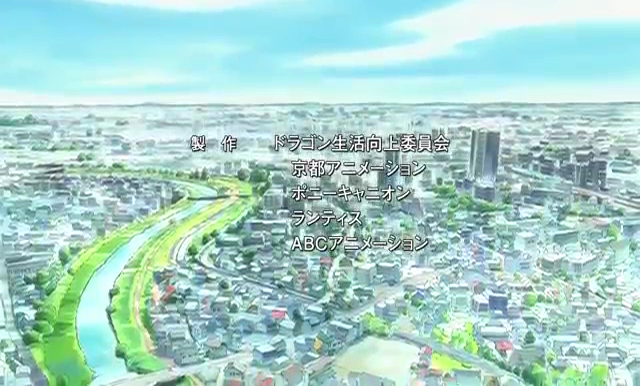 製作 ドラゴン生活向上委員会
京都アニメーション
ポニーキャニオン
ランティス
ABCアニメーション